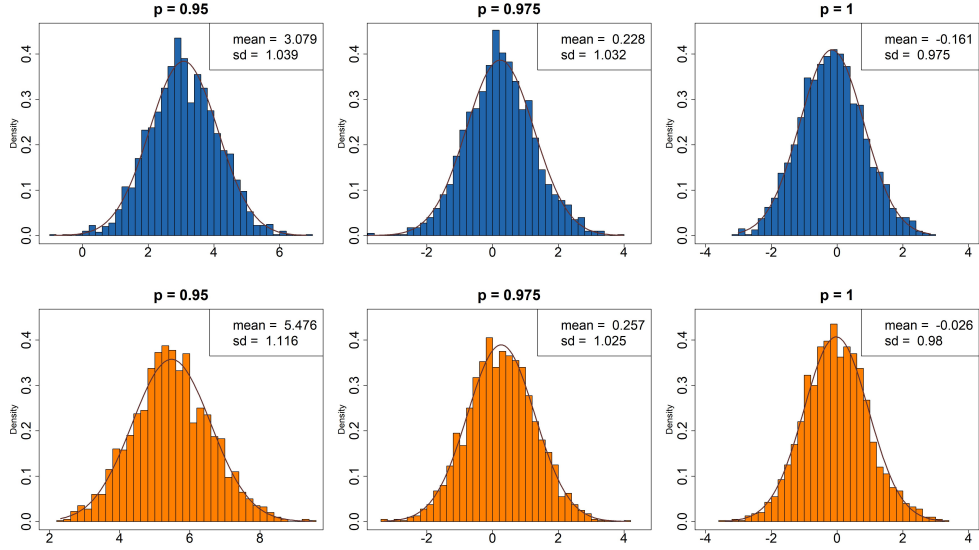 p = 0.95
mean = 3.079
sd = 1.039
Density
0.0 0.1 0.2 0.3 0.4
0 2 4 6
p = 0.975
mean = 0.228
sd = 1.032
Density
0.0 0.1 0.2 0.3 0.4
-2 0 2 4
p = 1
mean = -0.161
sd = 0.975
Density
0.0 0.1 0.2 0.3 0.4
-4 -2 0 2 4
p = 0.95
mean = 5.476
sd = 1.116
Density
0.0 0.1 0.2 0.3 0.4
2 4 6 8
p = 0.975
mean = 0.257
sd = 1.025
Density
0.0 0.1 0.2 0.3 0.4
-2 0 2 4
p = 1
mean = -0.026
sd = 0.98
Density
0.0 0.1 0.2 0.3 0.4
-4 -2 0 2 4